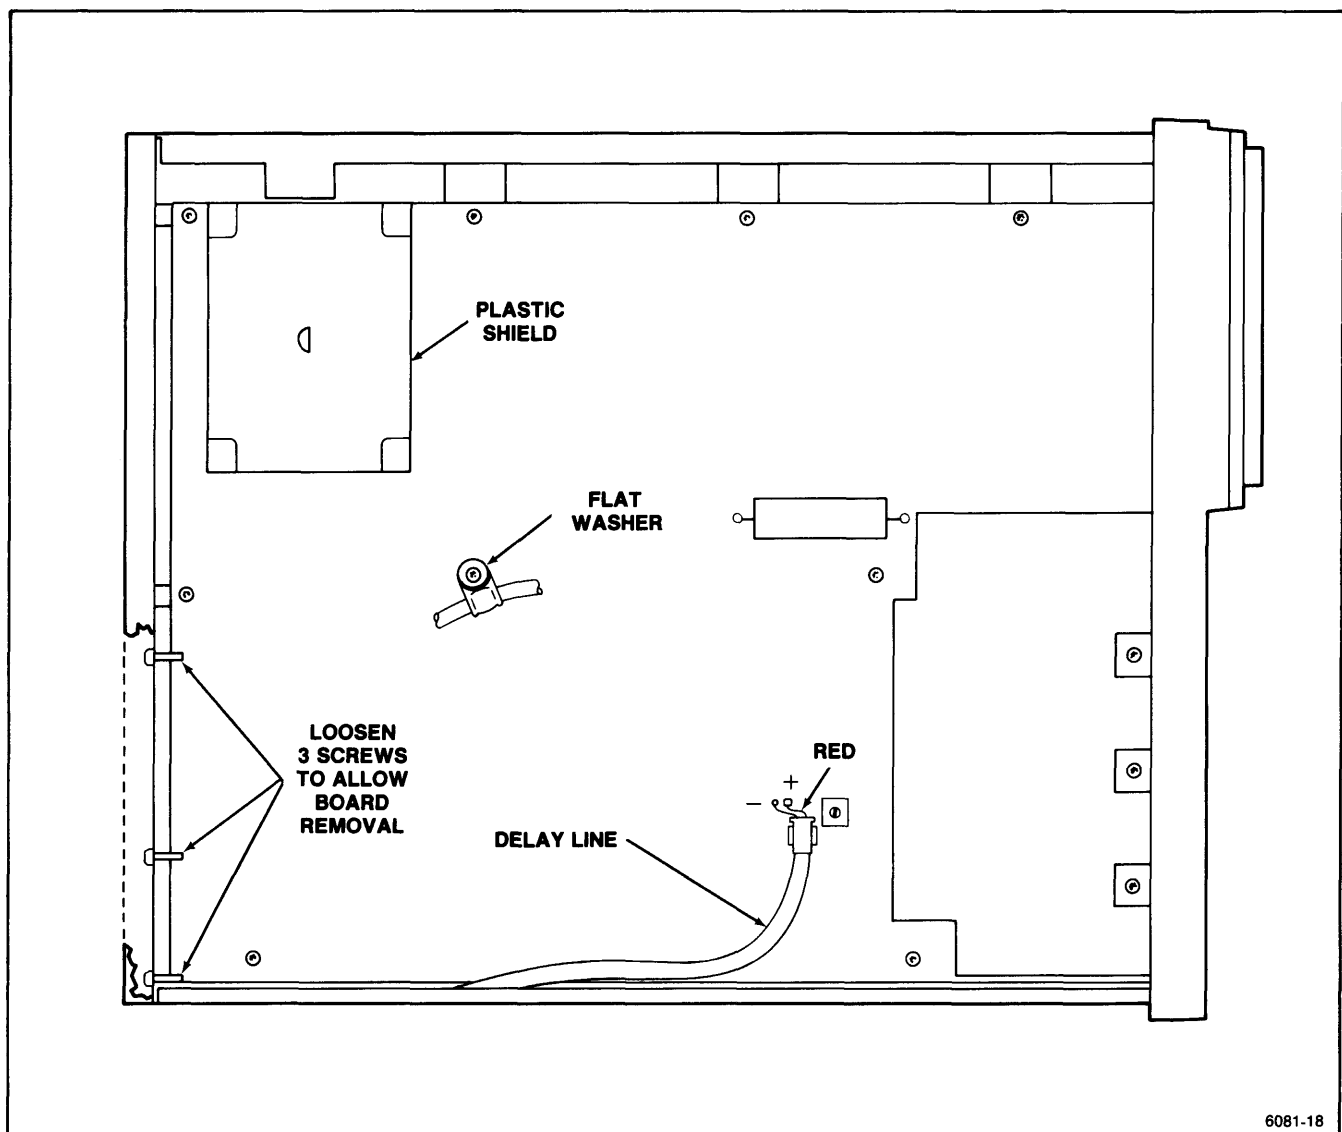 PLASTIC
SHIELD
FLAT
WASHER
LOOSEN
3 SCREWS
TO ALLOW
BOARD
REMOVAL
RED
+
−
DELAY LINE
6081-18